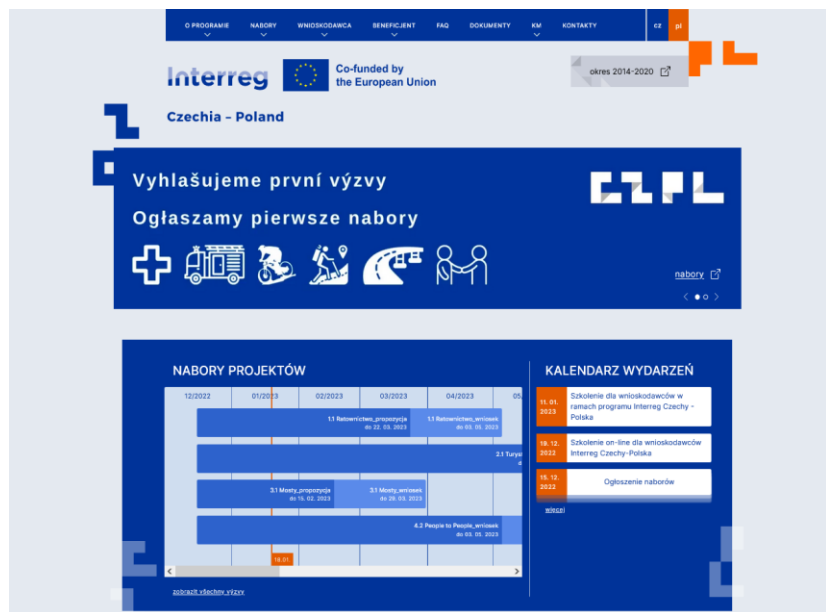 O PROGRAMIE NABORY WNIOSKODAWCA BENEFICJENT FAQ DOKUMENTY KM KONTAKTY cz pl
Interreg
Co-funded by
the European Union
okres 2014-2020
Czechia – Poland
Vyhlašujeme první výzvy
Ogłaszamy pierwsze nabory
CZPL
nabory
NABORY PROJEKTÓW
12/2022 01/2023 02/2023 03/2023 04/2023 05
1.1 Ratownictwo_propozycja
do 22. 03. 2023
1.1 Ratownictwo_wniosek
do 03. 05. 2023
2.1 Turys
d
3.1 Mosty_propozycja
do 15. 02. 2023
3.1 Mosty_wniosek
do 29. 03. 2023
4.2 People to People_wniosek
do 03. 05. 2023
18.01
zobrazit všechny výzvy
KALENDARZ WYDARZEŃ
11. 01.
2023
Szkolenie dla wnioskodawców w
ramach programu Interreg Czechy -
Polska
19. 12.
2022
Szkolenie on-line dla wnioskodawców
Interreg Czechy-Polska
15. 12.
2022
Ogłoszenie naborów
więcej